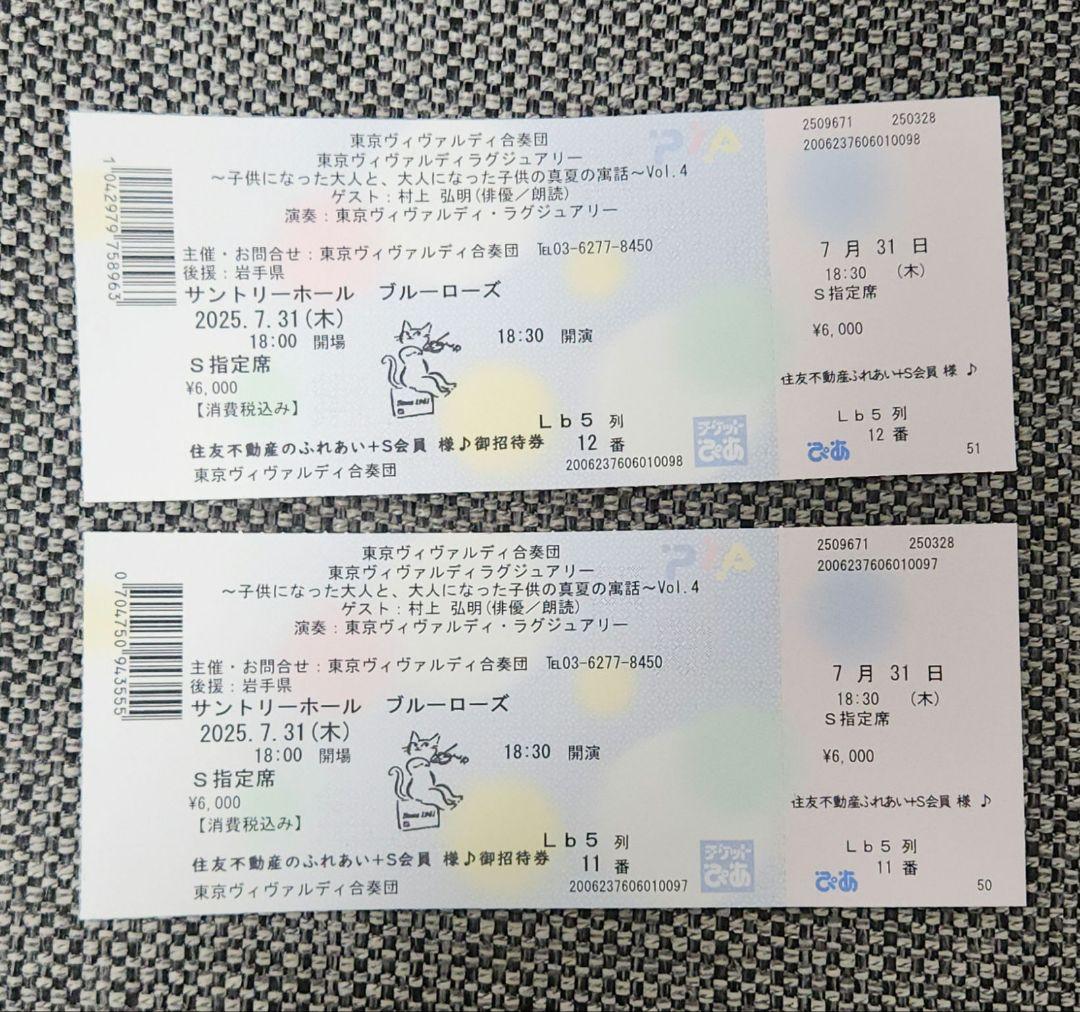 東京ヴィヴァルディ合奏団
東京ヴィヴァルディラグジュアリー
～子供になった大人と、大人になった子供の真夏の寓話～Vol.4
ゲスト：村上 弘明(俳優／朗読)
演奏：東京ヴィヴァルディ・ラグジュアリー
主催・お問合せ：東京ヴィヴァルディ合奏団 ℡03-6277-8450
後援：岩手県
サントリーホール ブルーローズ
2025.7.31(木)
18:00 開場 18:30 開演
S指定席
¥6,000
【消費税込み】
Since 1961
Lb5 列
住友不動産のふれあい+S会員 様♪御招待券 12 番
東京ヴィヴァルディ合奏団 2006237606010098
チケットぴあ
1042979758963
2509671 250328
2006237606010098
7 月 31 日
18:30 (木)
S指定席
¥6,000
住友不動産ふれあい+S会員 様 ♪
Lb5 列
12 番
ぴあ 51
東京ヴィヴァルディ合奏団
東京ヴィヴァルディラグジュアリー
～子供になった大人と、大人になった子供の真夏の寓話～Vol.4
ゲスト：村上 弘明(俳優／朗読)
演奏：東京ヴィヴァルディ・ラグジュアリー
主催・お問合せ：東京ヴィヴァルディ合奏団 ℡03-6277-8450
後援：岩手県
サントリーホール ブルーローズ
2025.7.31(木)
18:00 開場 18:30 開演
S指定席
¥6,000
【消費税込み】
Since 1961
Lb5 列
住友不動産のふれあい+S会員 様♪御招待券 11 番
東京ヴィヴァルディ合奏団 2006237606010097
チケットぴあ
0704750943555
2509671 250328
2006237606010097
7 月 31 日
18:30 (木)
S指定席
¥6,000
住友不動産ふれあい+S会員 様 ♪
Lb5 列
11 番
ぴあ 50